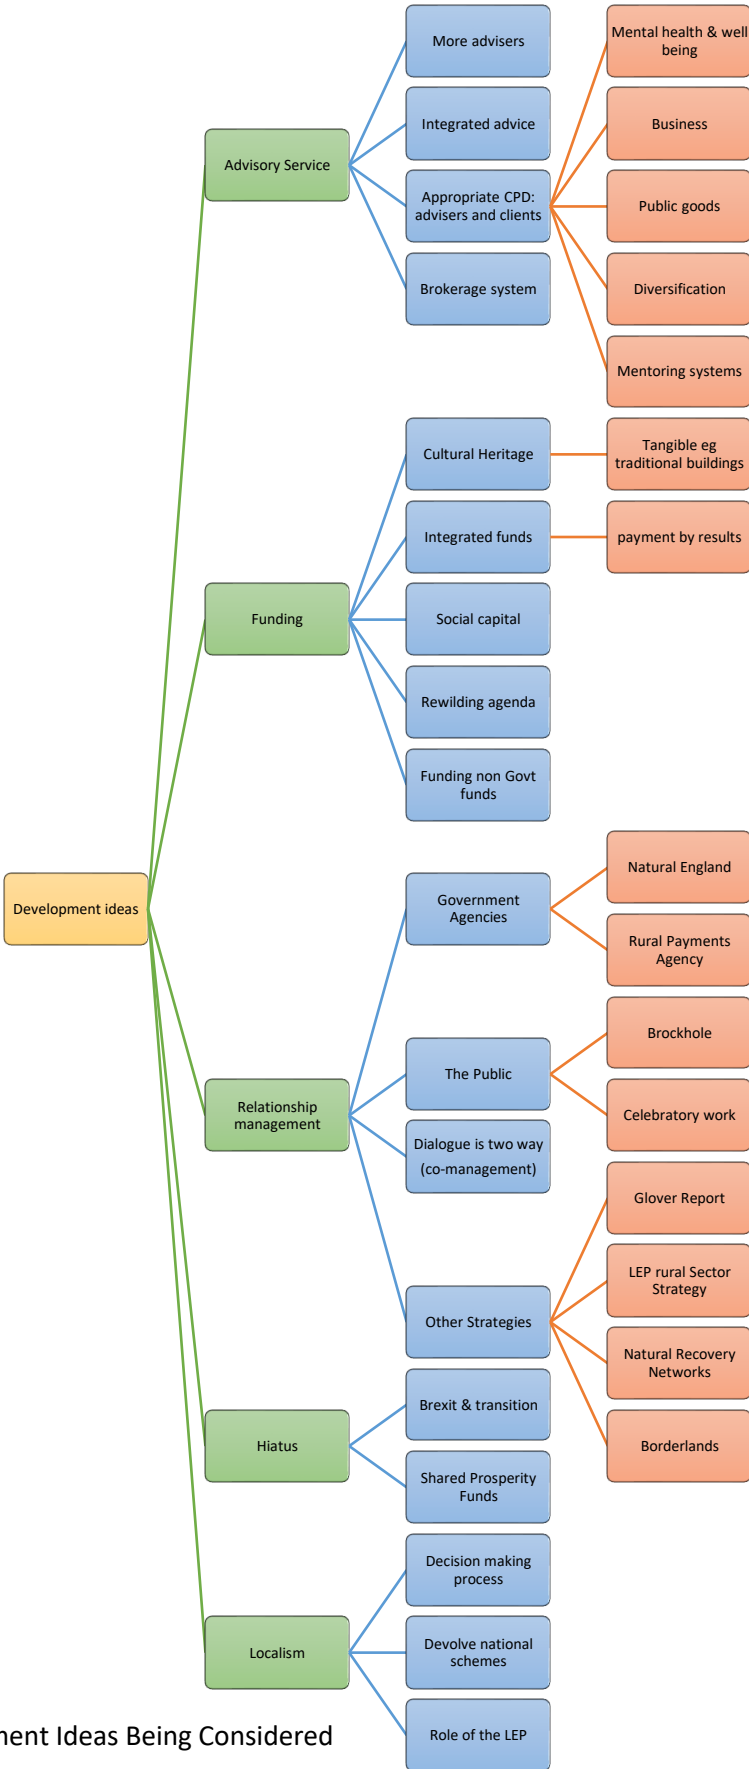 Development ideas
Advisory Service
More advisers
Integrated advice
Appropriate CPD:
advisers and clients
Mental health & well
being
Business
Public goods
Diversification
Mentoring systems
Brokerage system
Funding
Cultural Heritage
Tangible eg
traditional buildings
Integrated funds
payment by results
Social capital
Rewilding agenda
Funding non Govt
funds
Relationship
management
Government
Agencies
Natural England
Rural Payments
Agency
The Public
Brockhole
Celebratory work
Dialogue is two way
(co-management)
Other Strategies
Glover Report
LEP rural Sector
Strategy
Natural Recovery
Networks
Borderlands
Hiatus
Brexit & transition
Shared Prosperity
Funds
Localism
Decision making
process
Devolve national
schemes
Role of the LEP
ment Ideas Being Considered